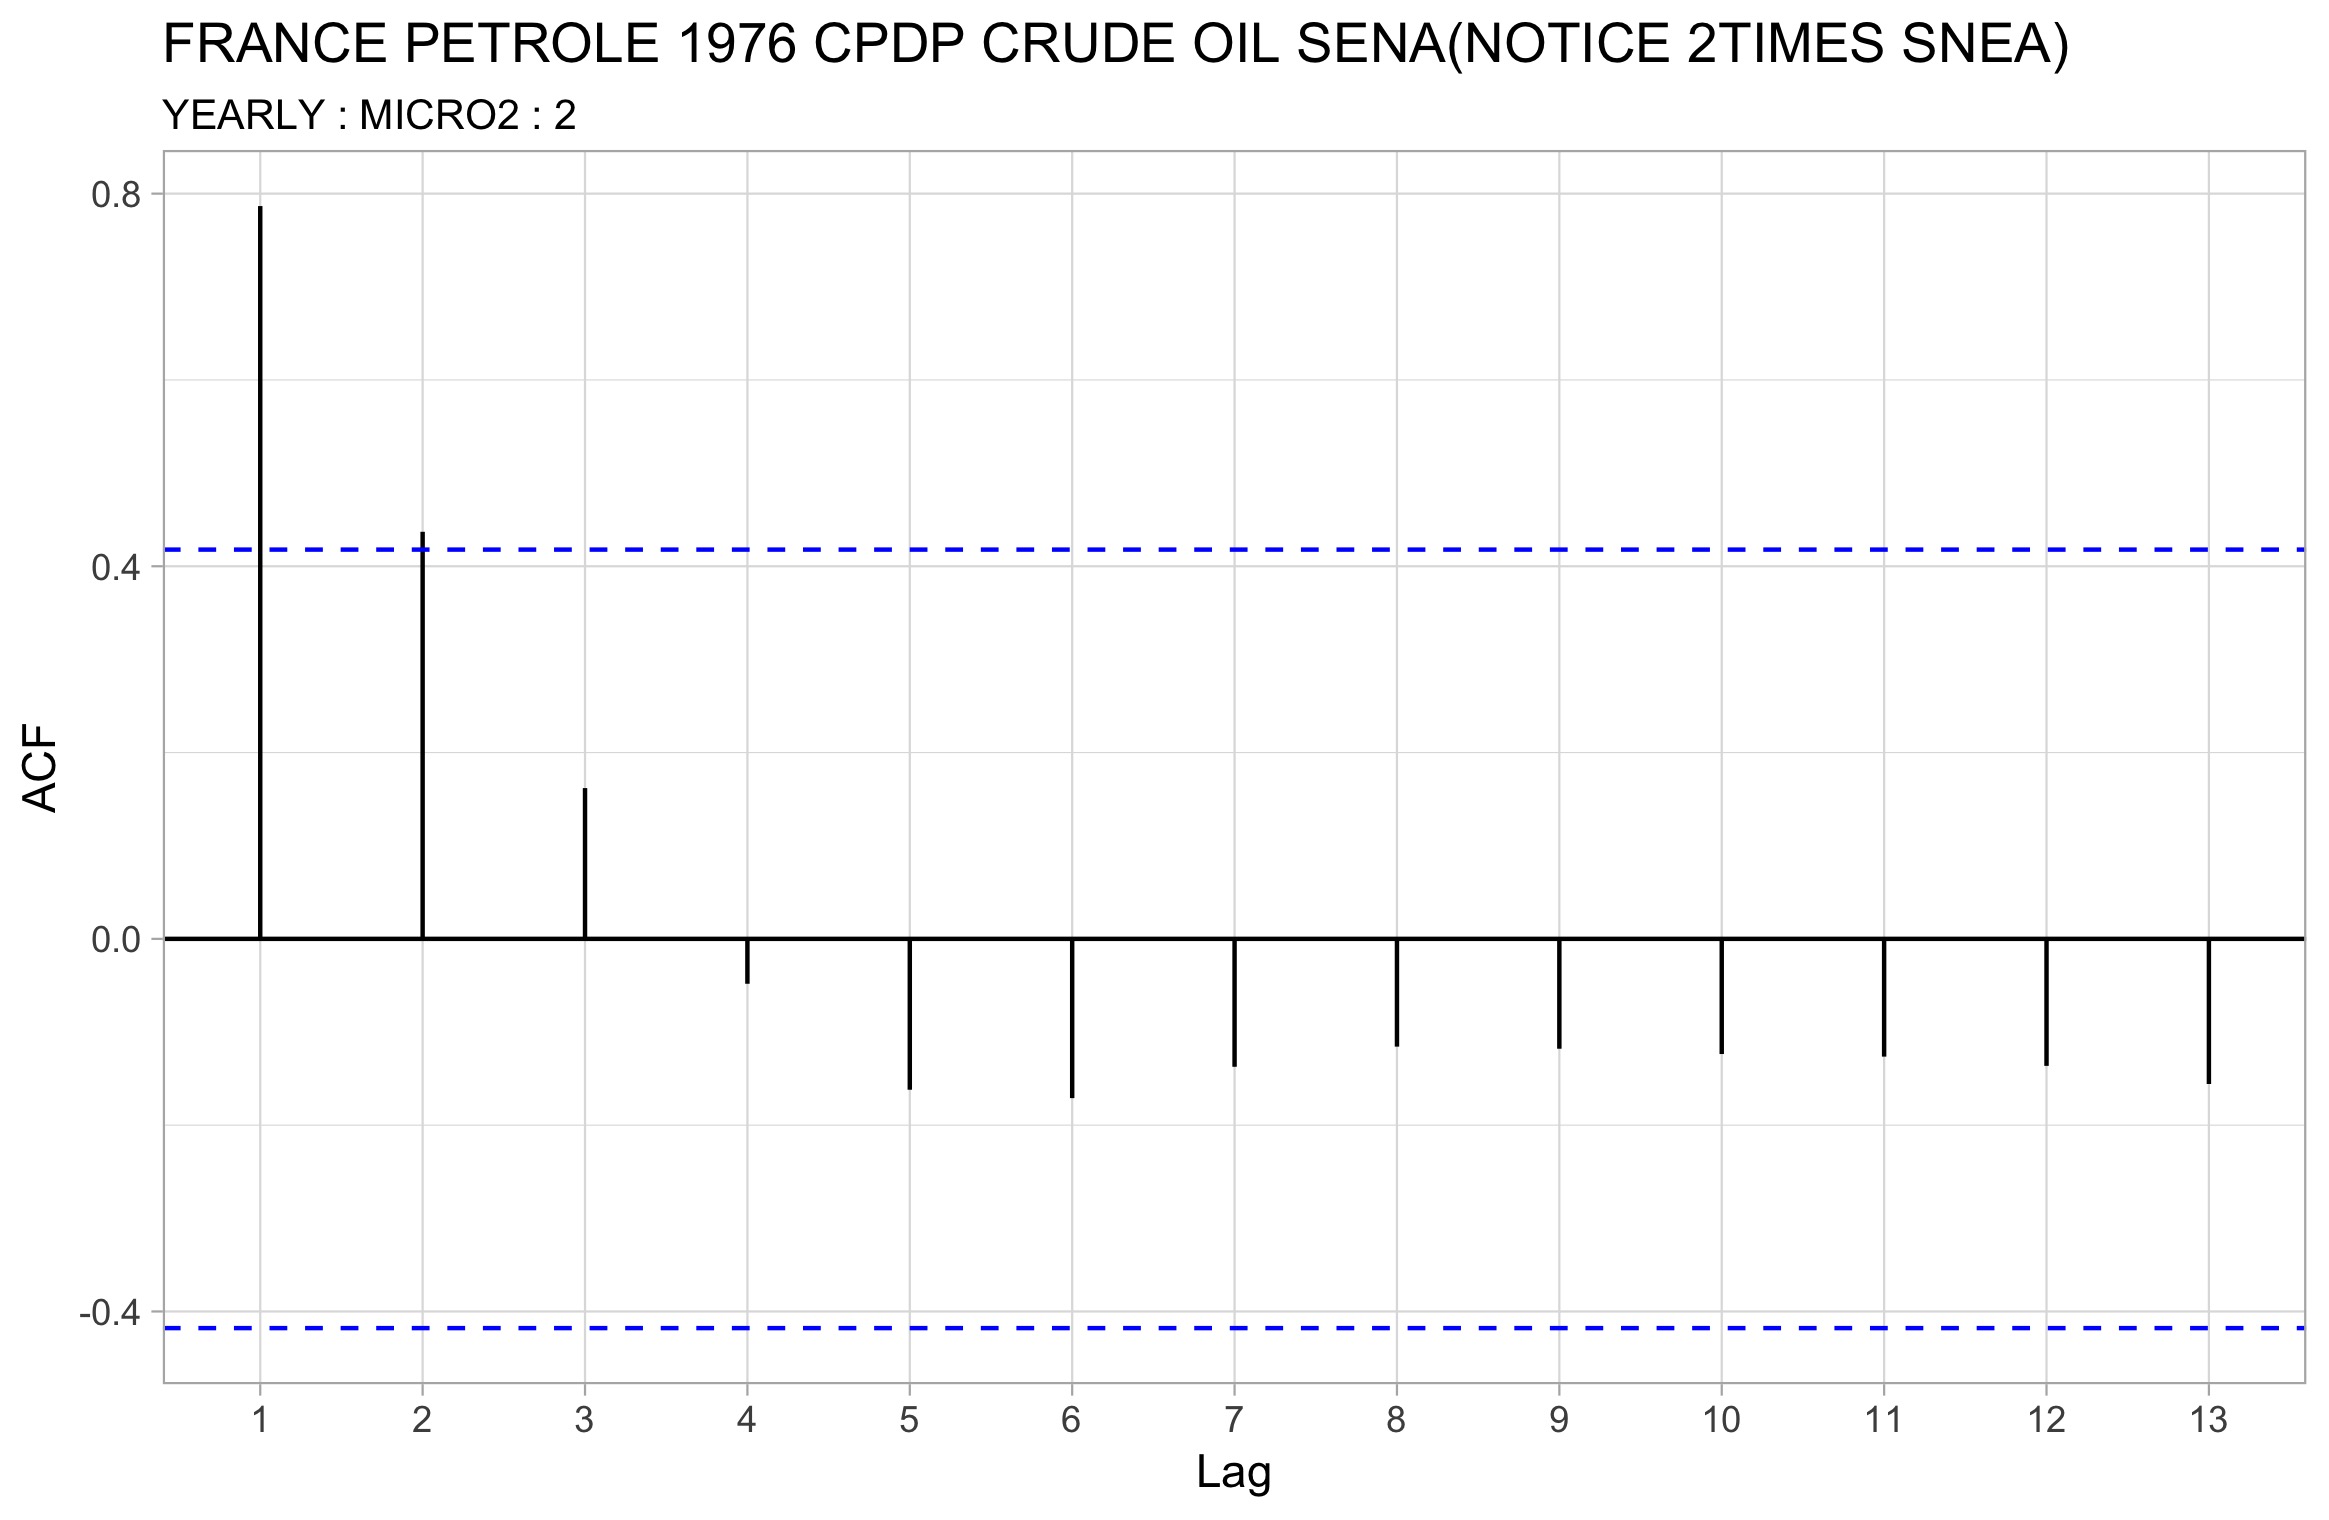 FRANCE PETROLE 1976 CPDP CRUDE OIL SENA(NOTICE 2TIMES SNEA)
YEARLY : MICRO2 : 2
0.8
0.4
0.0
-0.4
ACF
1 2 3 4 5 6 7 8 9 10 11 12 13
Lag